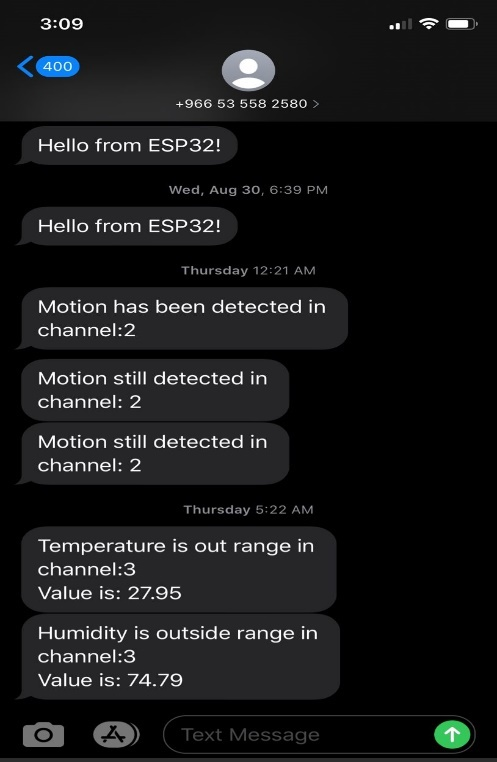 3:09
400
+966 53 558 2580 >
Hello from ESP32!
Wed, Aug 30, 6:39 PM
Hello from ESP32!
Thursday 12:21 AM
Motion has been detected in
channel:2
Motion still detected in
channel: 2
Motion still detected in
channel: 2
Thursday 5:22 AM
Temperature is out range in
channel:3
Value is: 27.95
Humidity is outside range in
channel:3
Value is: 74.79
Text Message